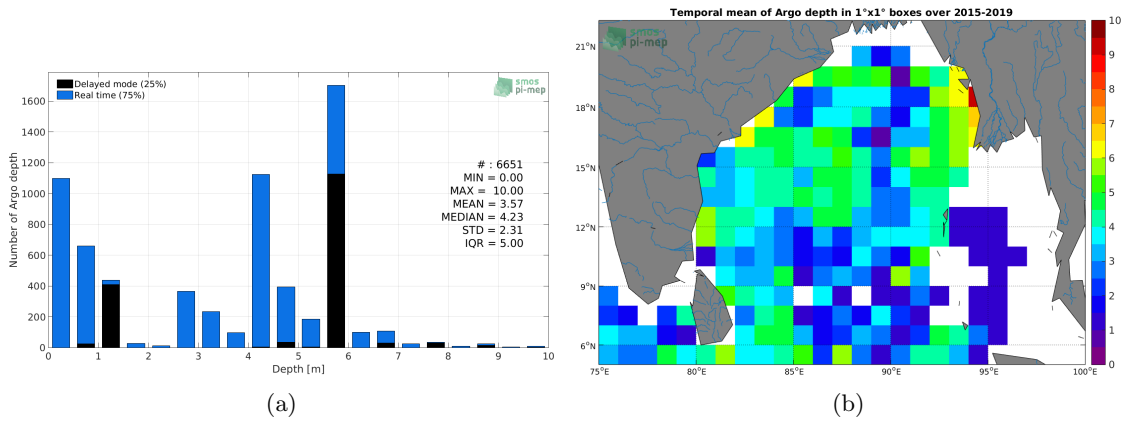 Temporal mean of Argo depth in 1°x1° boxes over 2015-2019
smos
pi-mep
Delayed mode (25%)
Real time (75%)
# : 6651
MIN = 0.00
MAX = 10.00
MEAN = 3.57
MEDIAN = 4.23
STD = 2.31
IQR = 5.00
Number of Argo depth
1600
1400
1200
1000
800
600
400
200
0
0 1 2 3 4 5 6 7 8 9 10
Depth [m]
(a)
smos
pi-mep
21°N
18°N
15°N
12°N
9°N
6°N
75°E 80°E 85°E 90°E 95°E 100°E
10
9
8
7
6
5
4
3
2
1
0
(b)